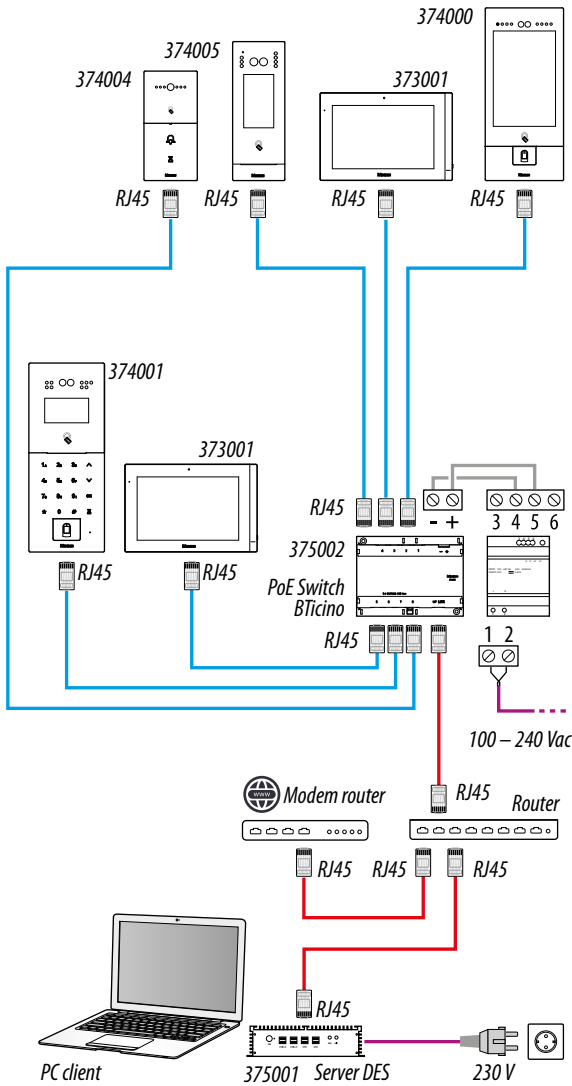 374000
374005
374004
373001
RJ45
RJ45
RJ45
RJ45
374001
373001
RJ45
RJ45
RJ45
- +
3 4 5 6
375002
PoE Switch
BTicino
RJ45
1 2
100 – 240 Vac
www
Modem router
RJ45
Router
RJ45
RJ45
RJ45
RJ45
PC client
375001
Server DES
230 V